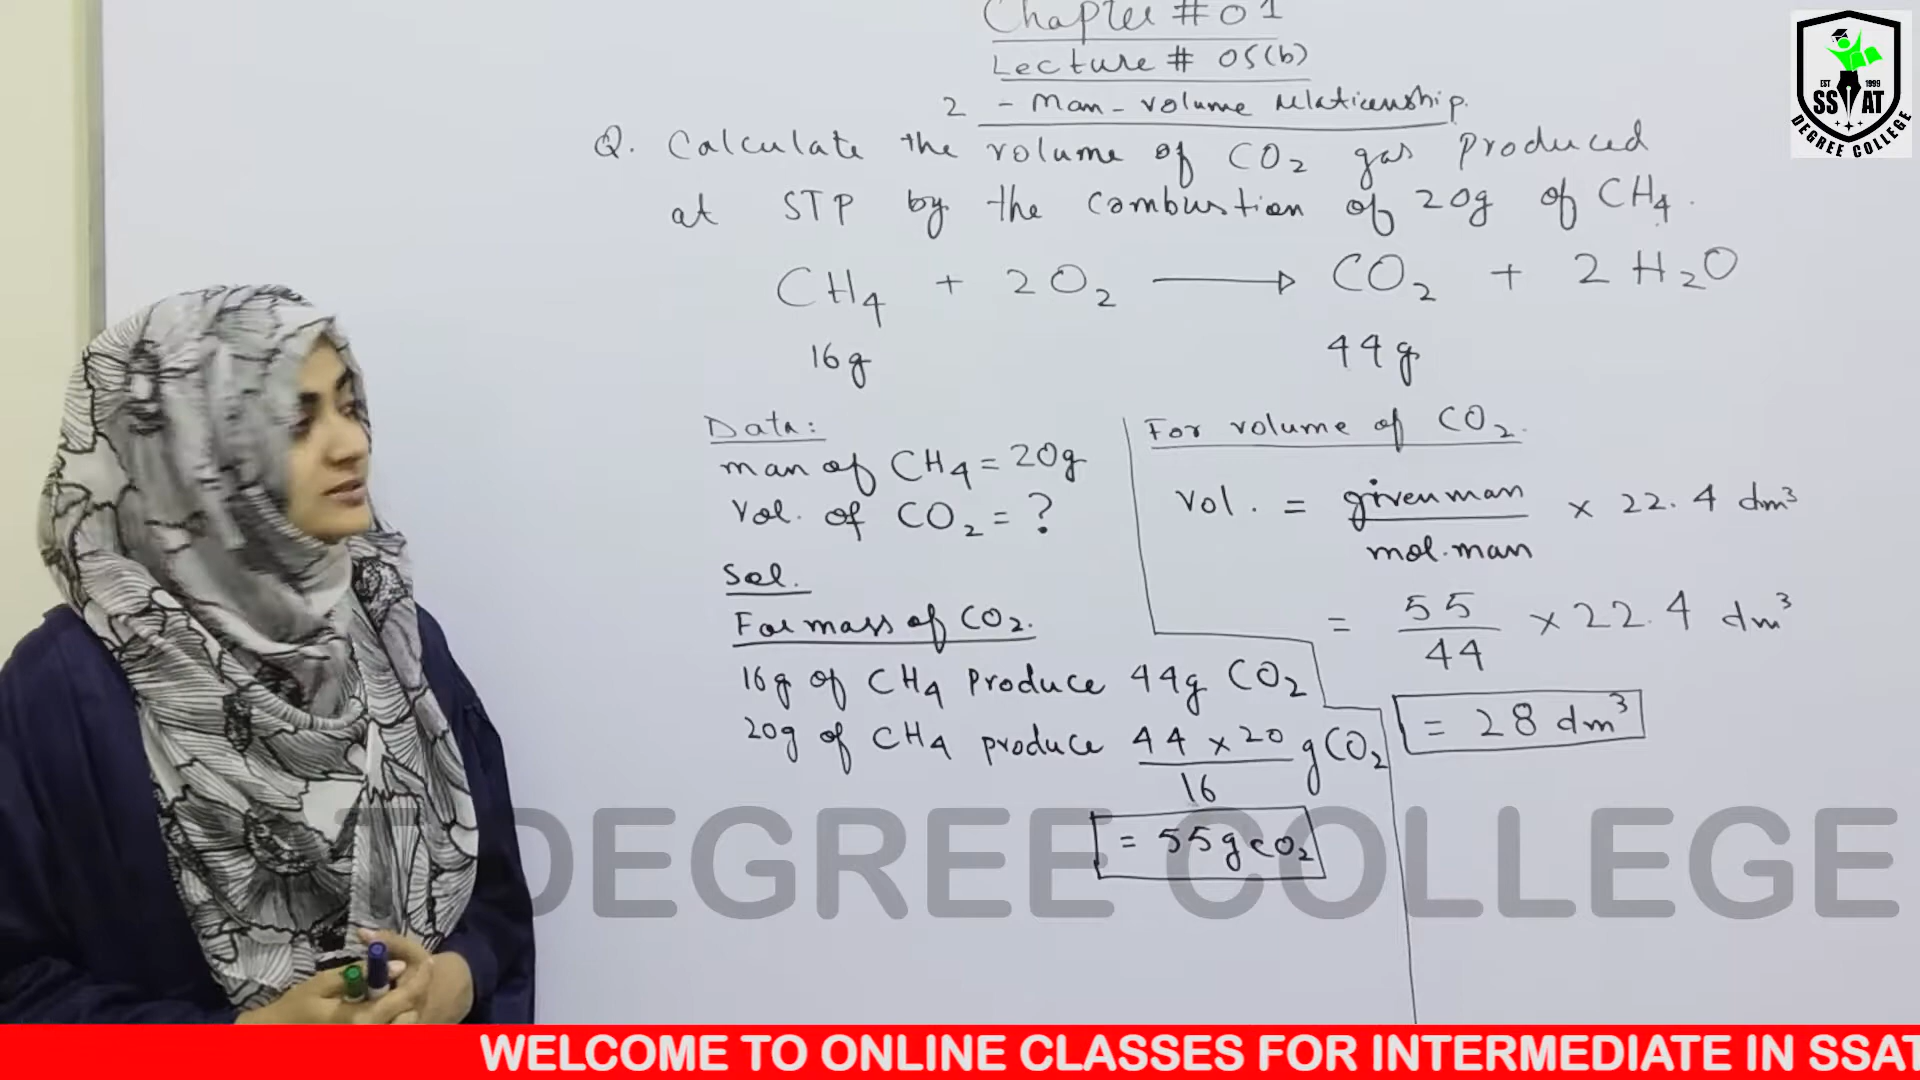 Chapter # 01
Lecture # 05(b)
2 - Mass - volume relationship.
Q. Calculate the volume of CO2 gas produced
at STP by the combustion of 20g of CH4.
CH4 + 2O2 → CO2 + 2H2O
16g 44g
Data:
mass of CH4 = 20g
Vol. of CO2 = ?
Sol.
For mass of CO2.
16g of CH4 produce 44g CO2
20g of CH4 produce 44 x 20 / 16 g CO2
= 55g CO2
For volume of CO2.
Vol. = given mass / mol. mass x 22.4 dm³
= 55 / 44 x 22.4 dm³
= 28 dm³
EST 1999
SSAT
DEGREE COLLEGE
DEGREE COLLEGE
WELCOME TO ONLINE CLASSES FOR INTERMEDIATE IN SSAT